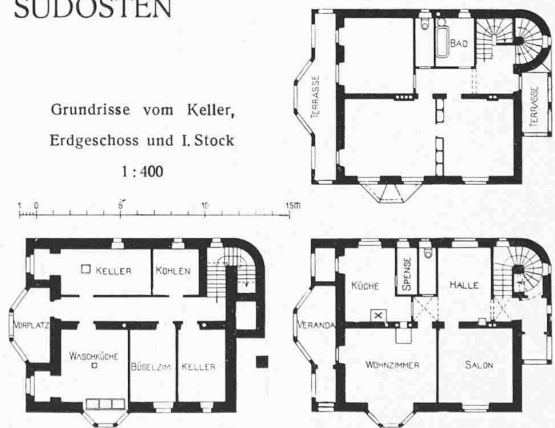 SÜDOSTEN
Grundrisse vom Keller,
Erdgeschoss und I. Stock
1 : 400
1 0 5 10 15m
TERRASSE
BAD
TERRASSE
KELLER
KOHLEN
VORPLATZ
WASCHKÜCHE
BÜGELZIM
KELLER
KÜCHE
SPENSE
HALLE
VERANDA
WOHNZIMMER
SALON